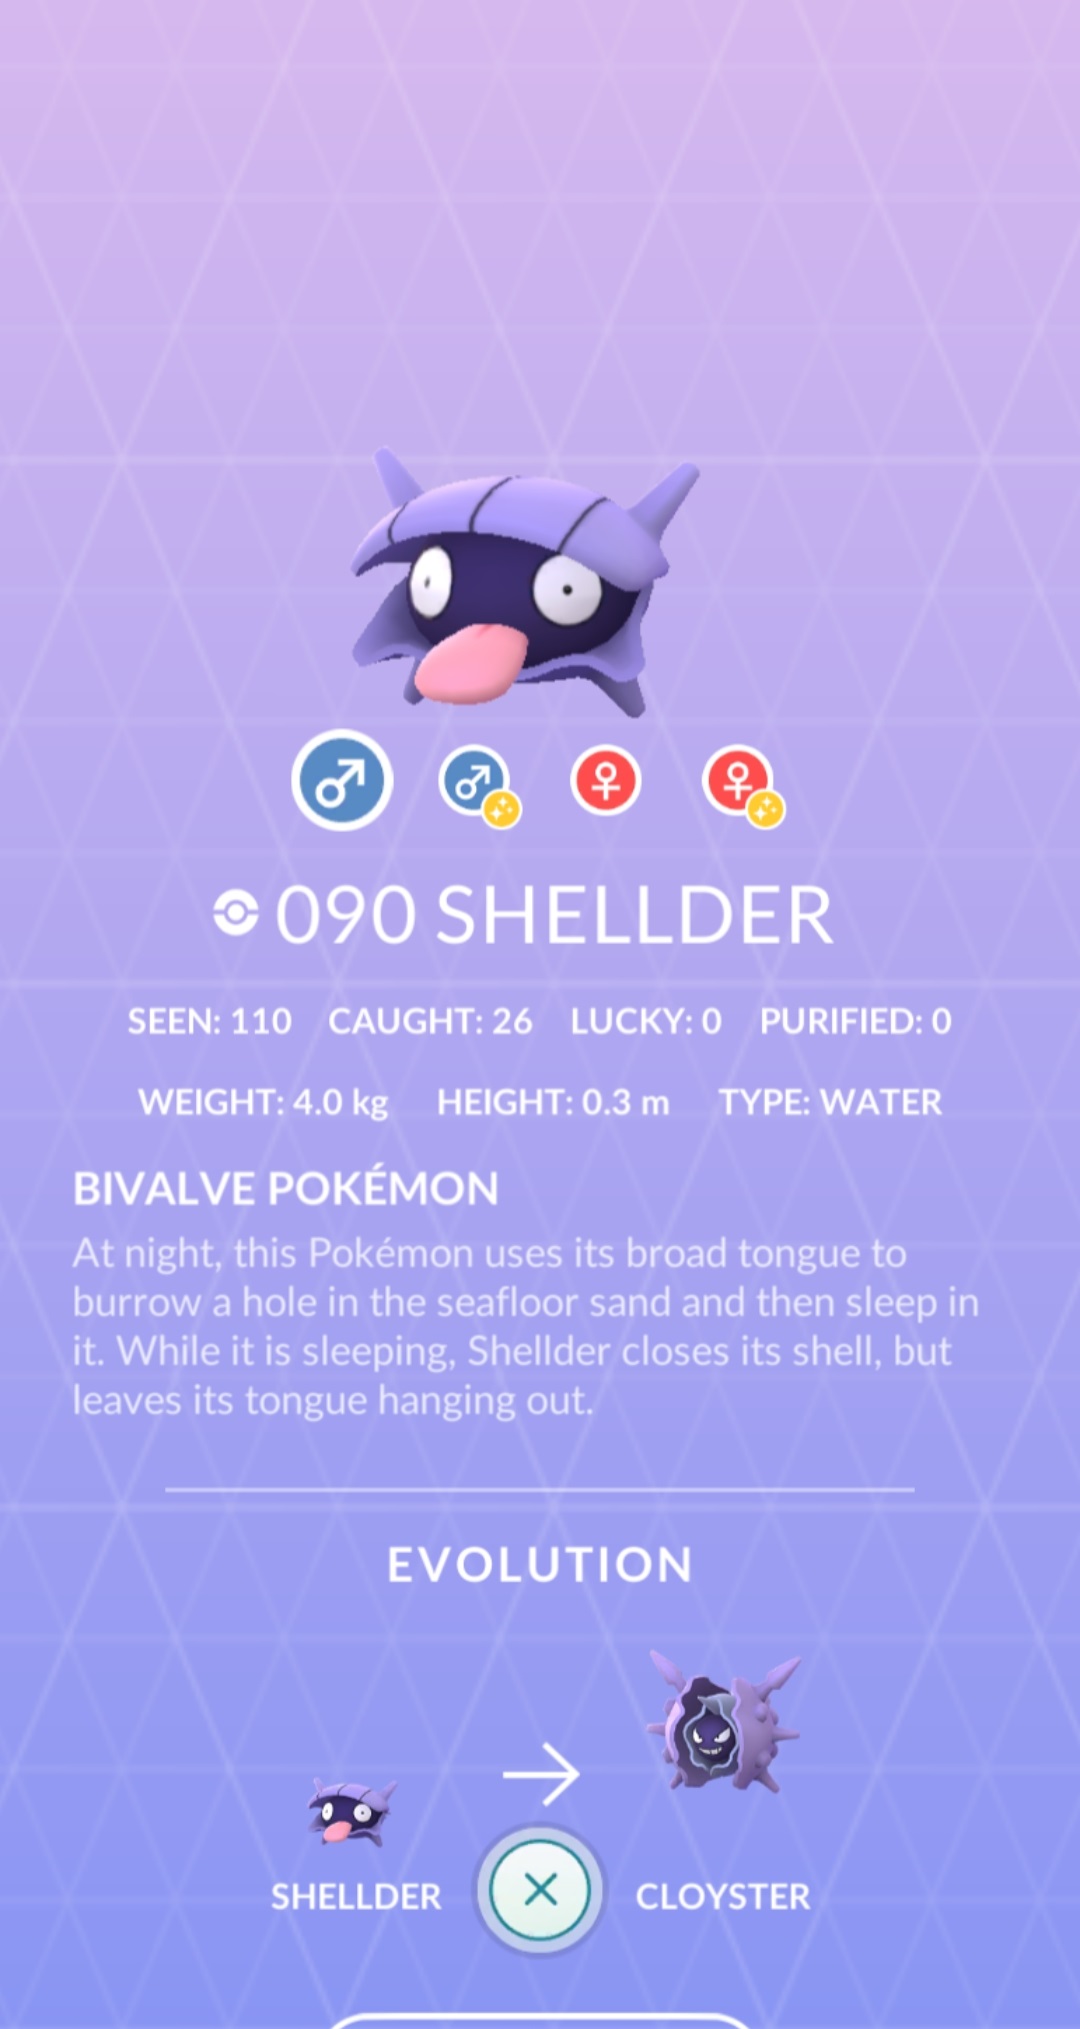 090 SHELLDER
SEEN: 110 CAUGHT: 26 LUCKY: 0 PURIFIED: 0
WEIGHT: 4.0 kg HEIGHT: 0.3 m TYPE: WATER
BIVALVE POKÉMON
At night, this Pokémon uses its broad tongue to
burrow a hole in the seafloor sand and then sleep in
it. While it is sleeping, Shellder closes its shell, but
leaves its tongue hanging out.
EVOLUTION
SHELLDER CLOYSTER